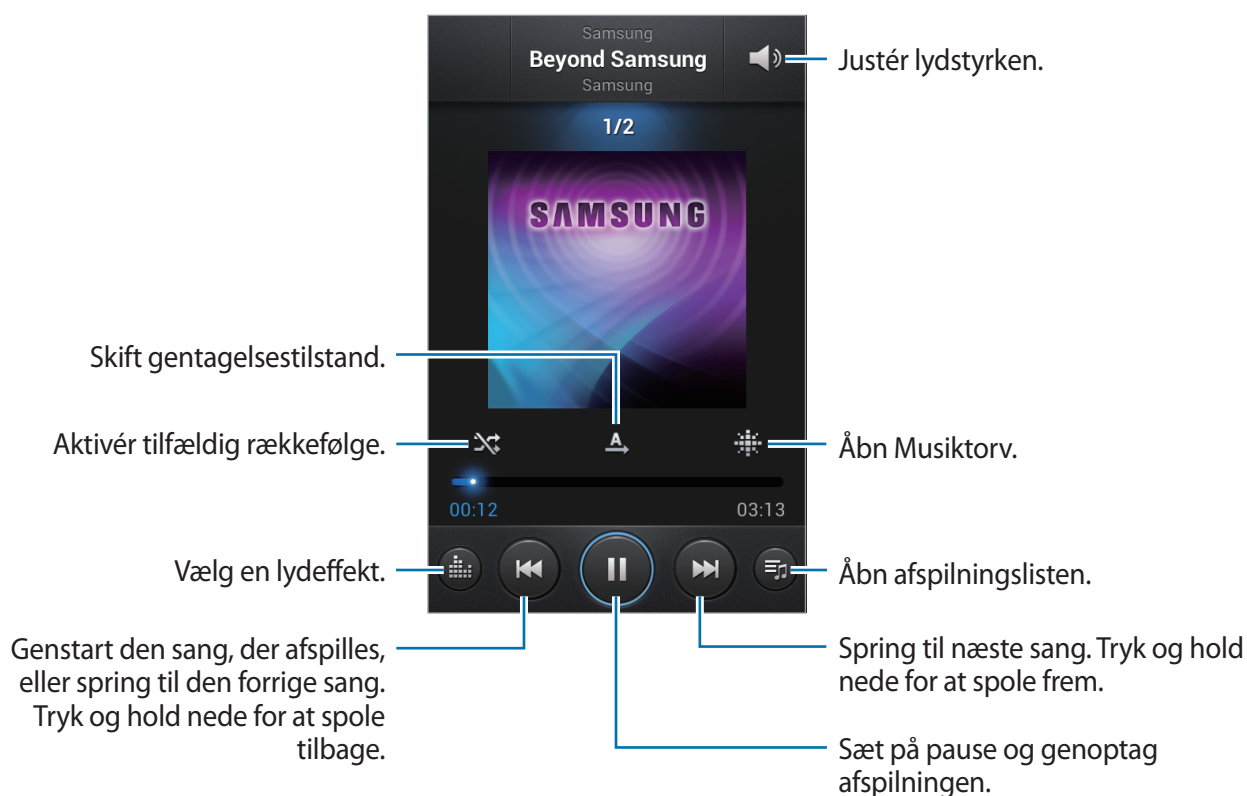 Samsung
Beyond Samsung
Samsung
Justér lydstyrken.
1/2
SAMSUNG
Skift gentagelsestilstand.
A
Aktivér tilfældig rækkefølge.
Åbn Musiktorv.
00:12
03:13
Vælg en lydeffekt.
Åbn afspilningslisten.
Genstart den sang, der afspilles,
eller spring til den forrige sang.
Tryk og hold nede for at spole
tilbage.
Spring til næste sang. Tryk og hold
nede for at spole frem.
Sæt på pause og genoptag
afspilningen.